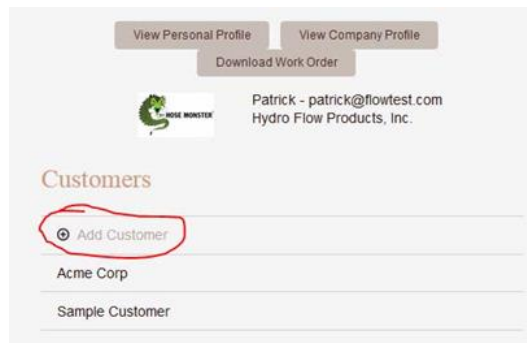 View Personal Profile View Company Profile
Download Work Order
HOSE MONSTER
Patrick - patrick@flowtest.com
Hydro Flow Products, Inc.
Customers
Add Customer
Acme Corp
Sample Customer